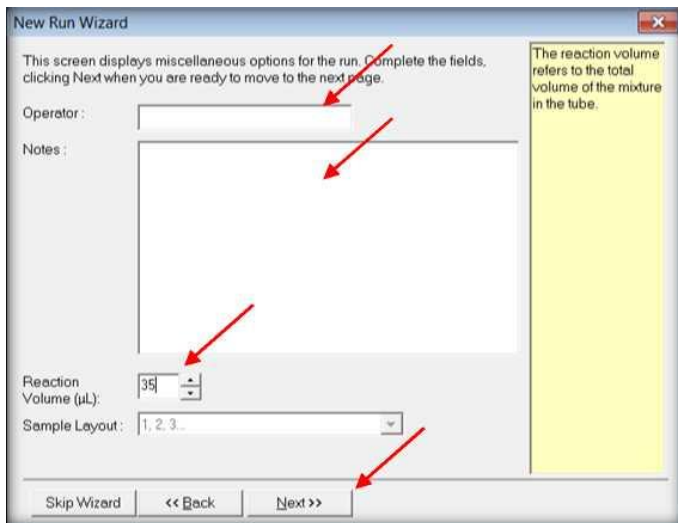 New Run Wizard
This screen displays miscellaneous options for the run. Complete the fields,
clicking Next when you are ready to move to the next page.
Operator :
Notes :
Reaction
Volume (µL):
35
Sample Layout :
1, 2, 3...
Skip Wizard
<< Back
Next >>
The reaction volume
refers to the total
volume of the mixture
in the tube.